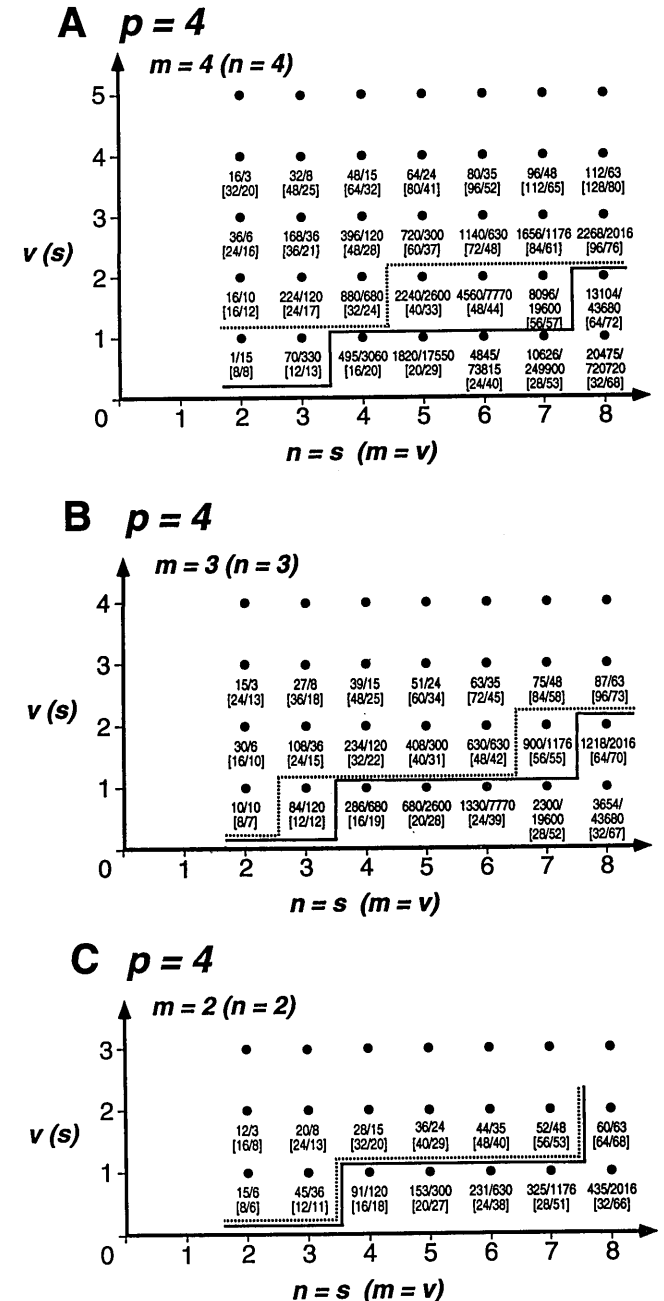 A p = 4
m = 4 (n = 4)
5
4
16/3 32/8 48/15 64/24 80/35 96/48 112/63
[32/20] [48/25] [64/32] [80/41] [96/52] [112/65] [128/80]
3
36/6 168/36 396/120 720/300 1140/630 1656/1176 2268/2016
[24/16] [36/21] [48/28] [60/37] [72/48] [84/61] [96/76]
v (s)
2
16/10 224/120 880/680 2240/2600 4560/7770 8096/ 13104/
[16/12] [24/17] [32/24] [40/33] [48/44] 19600 43680
[56/57] [64/72]
1
1/15 70/330 495/3060 1820/17550 4845/ 10626/ 20475/
[8/8] [12/13] [16/20] [20/29] 73815 249900 720720
[24/40] [28/53] [32/68]
0 1 2 3 4 5 6 7 8
n = s (m = v)
B p = 4
m = 3 (n = 3)
4
3
15/3 27/8 39/15 51/24 63/35 75/48 87/63
[24/13] [36/18] [48/25] [60/34] [72/45] [84/58] [96/73]
v (s)
2
30/6 108/36 234/120 408/300 630/630 900/1176 1218/2016
[16/10] [24/15] [32/22] [40/31] [48/42] [56/55] [64/70]
1
10/10 84/120 286/680 680/2600 1330/7770 2300/ 3654/
[8/7] [12/12] [16/19] [20/28] [24/39] 19600 43680
[28/52] [32/67]
0 1 2 3 4 5 6 7 8
n = s (m = v)
C p = 4
m = 2 (n = 2)
3
2
12/3 20/8 28/15 36/24 44/35 52/48 60/63
[16/8] [24/13] [32/20] [40/29] [48/40] [56/53] [64/68]
v (s)
1
15/6 45/36 91/120 153/300 231/630 325/1176 435/2016
[8/6] [12/11] [16/18] [20/27] [24/38] [28/51] [32/66]
0 1 2 3 4 5 6 7 8
n = s (m = v)